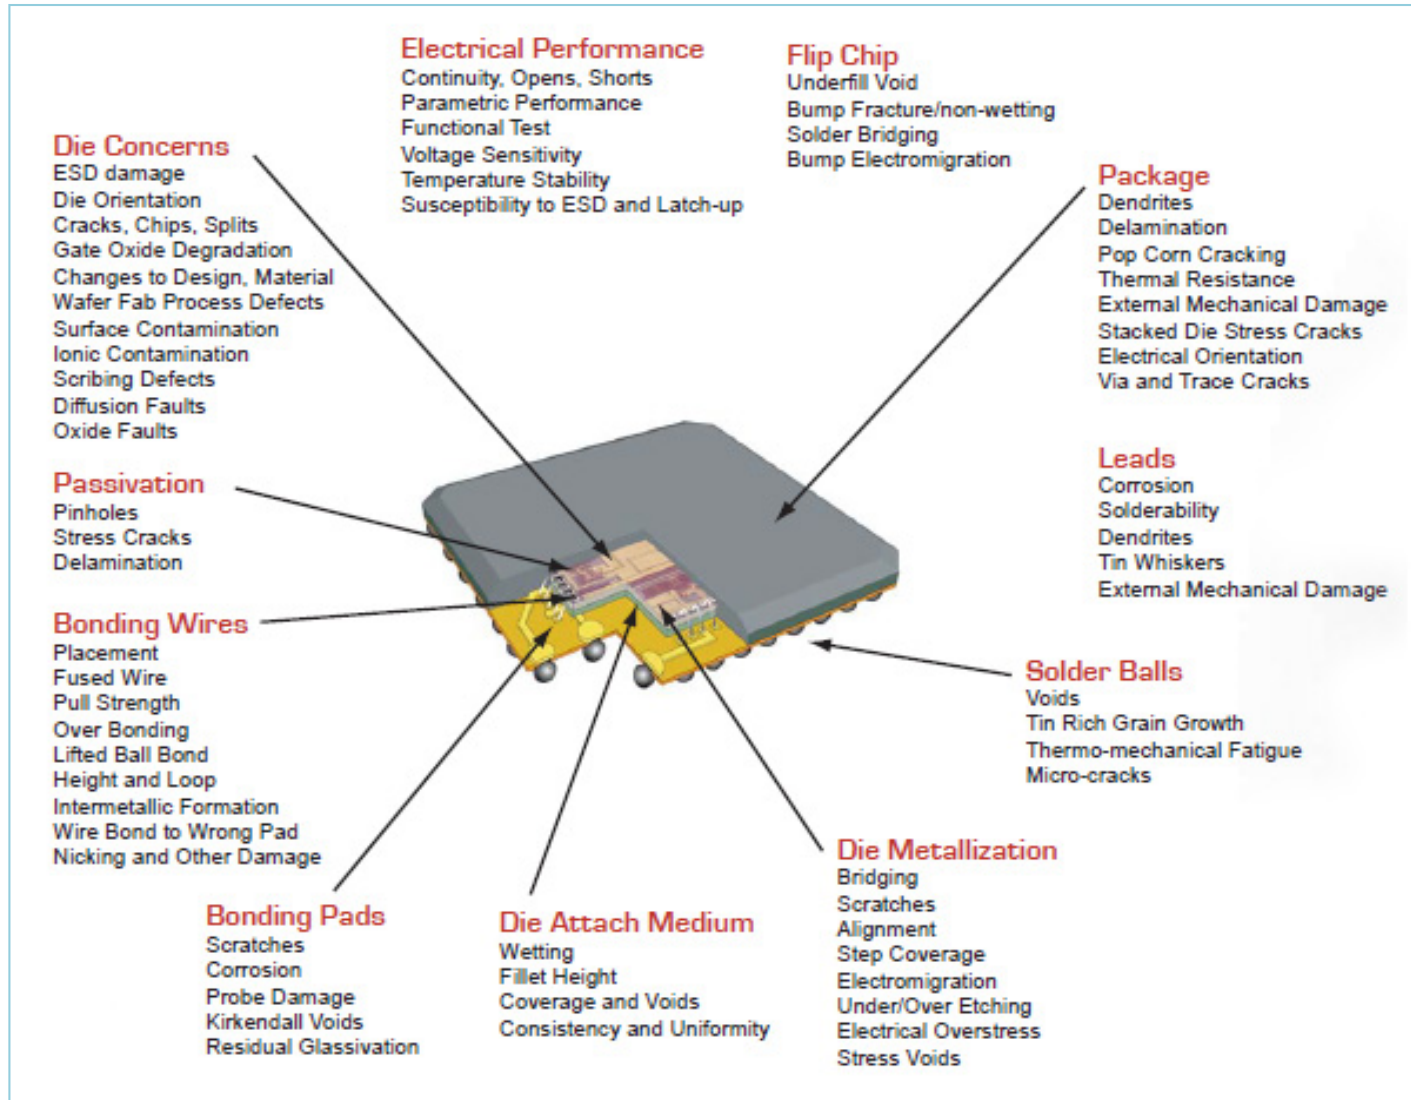 Electrical Performance
Continuity, Opens, Shorts
Parametric Performance
Functional Test
Voltage Sensitivity
Temperature Stability
Susceptibility to ESD and Latch-up
Flip Chip
Underfill Void
Bump Fracture/non-wetting
Solder Bridging
Bump Electromigration
Die Concerns
ESD damage
Die Orientation
Cracks, Chips, Splits
Gate Oxide Degradation
Changes to Design, Material
Wafer Fab Process Defects
Surface Contamination
Ionic Contamination
Scribing Defects
Diffusion Faults
Oxide Faults
Package
Dendrites
Delamination
Pop Corn Cracking
Thermal Resistance
External Mechanical Damage
Stacked Die Stress Cracks
Electrical Orientation
Via and Trace Cracks
Passivation
Pinholes
Stress Cracks
Delamination
Leads
Corrosion
Solderability
Dendrites
Tin Whiskers
External Mechanical Damage
Bonding Wires
Placement
Fused Wire
Pull Strength
Over Bonding
Lifted Ball Bond
Height and Loop
Intermetallic Formation
Wire Bond to Wrong Pad
Nicking and Other Damage
Solder Balls
Voids
Tin Rich Grain Growth
Thermo-mechanical Fatigue
Micro-cracks
Bonding Pads
Scratches
Corrosion
Probe Damage
Kirkendall Voids
Residual Glassivation
Die Attach Medium
Wetting
Fillet Height
Coverage and Voids
Consistency and Uniformity
Die Metallization
Bridging
Scratches
Alignment
Step Coverage
Electromigration
Under/Over Etching
Electrical Overstress
Stress Voids